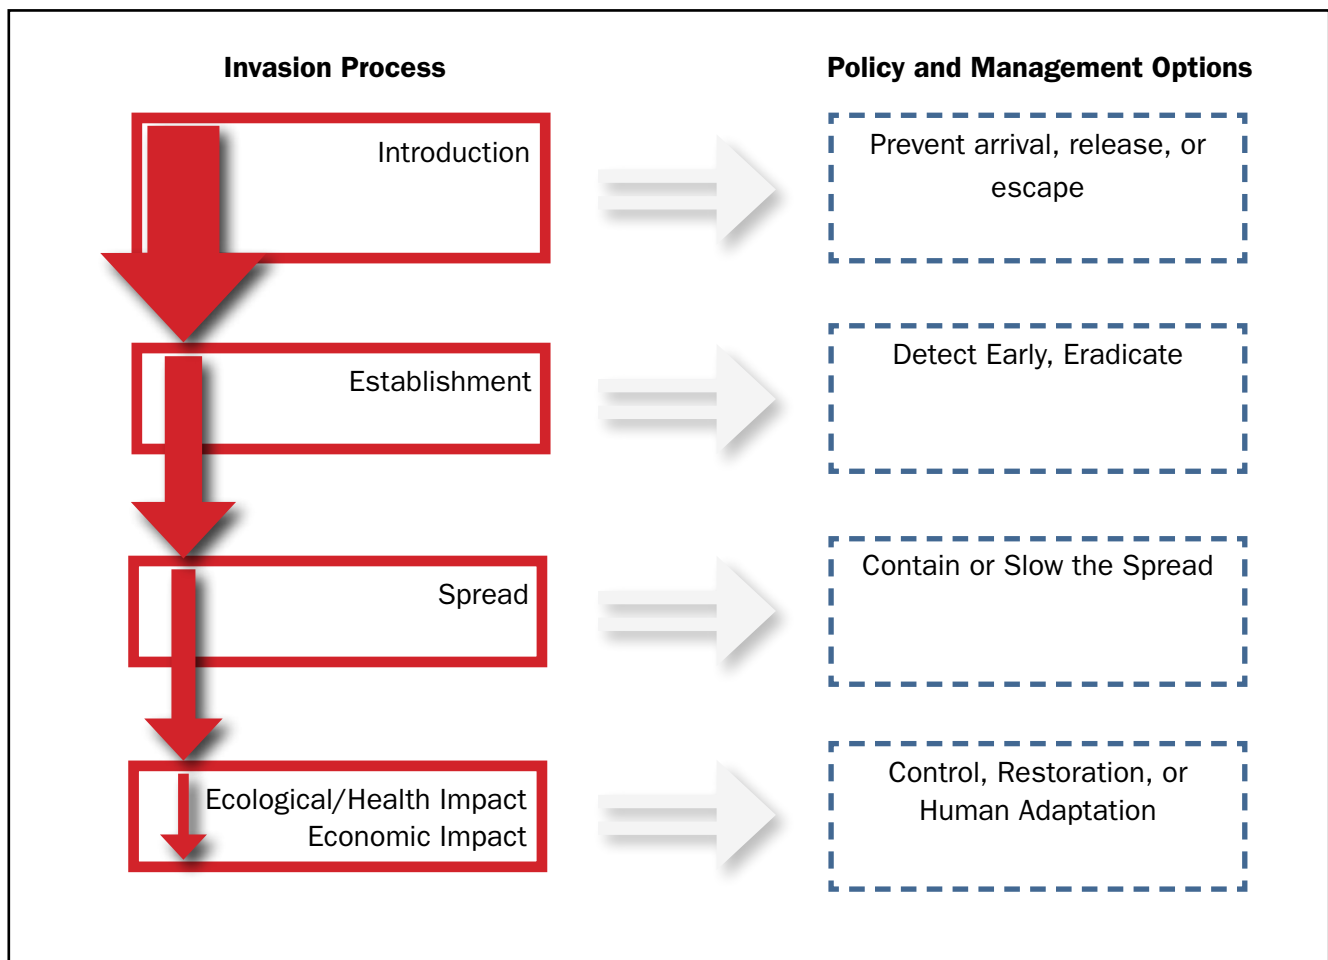 Invasion Process
Policy and Management Options
Introduction
Prevent arrival, release, or
escape
Establishment
Detect Early, Eradicate
Spread
Contain or Slow the Spread
Ecological/Health Impact
Economic Impact
Control, Restoration, or
Human Adaptation